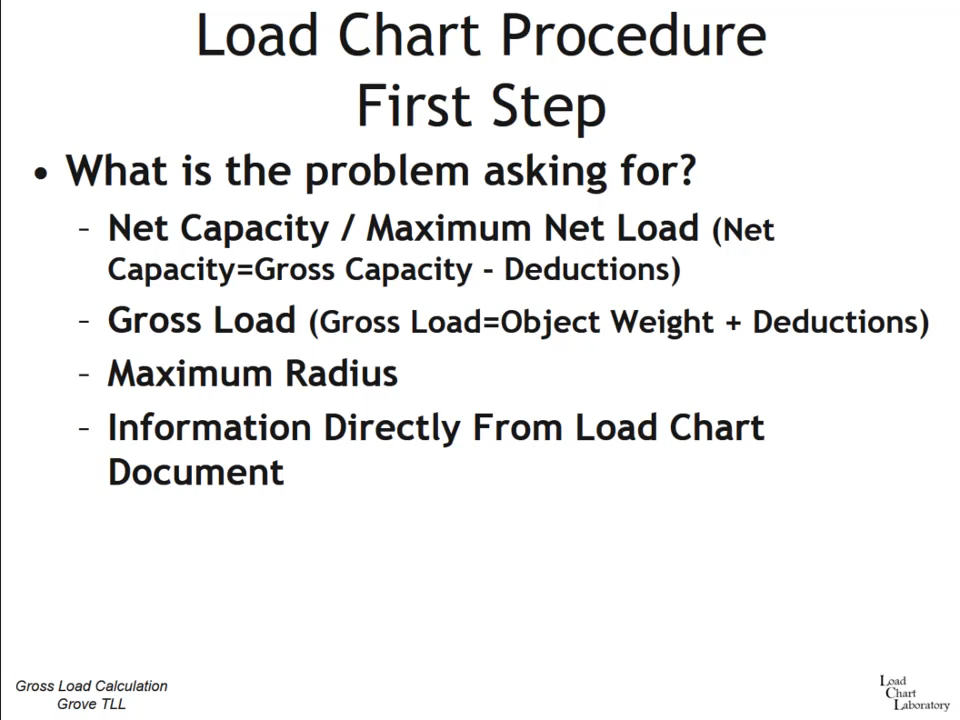 Load Chart Procedure
First Step
• What is the problem asking for?
– Net Capacity / Maximum Net Load (Net
Capacity=Gross Capacity - Deductions)
– Gross Load (Gross Load=Object Weight + Deductions)
– Maximum Radius
– Information Directly From Load Chart
Document
Gross Load Calculation
Grove TLL
Load
Chart
Laboratory